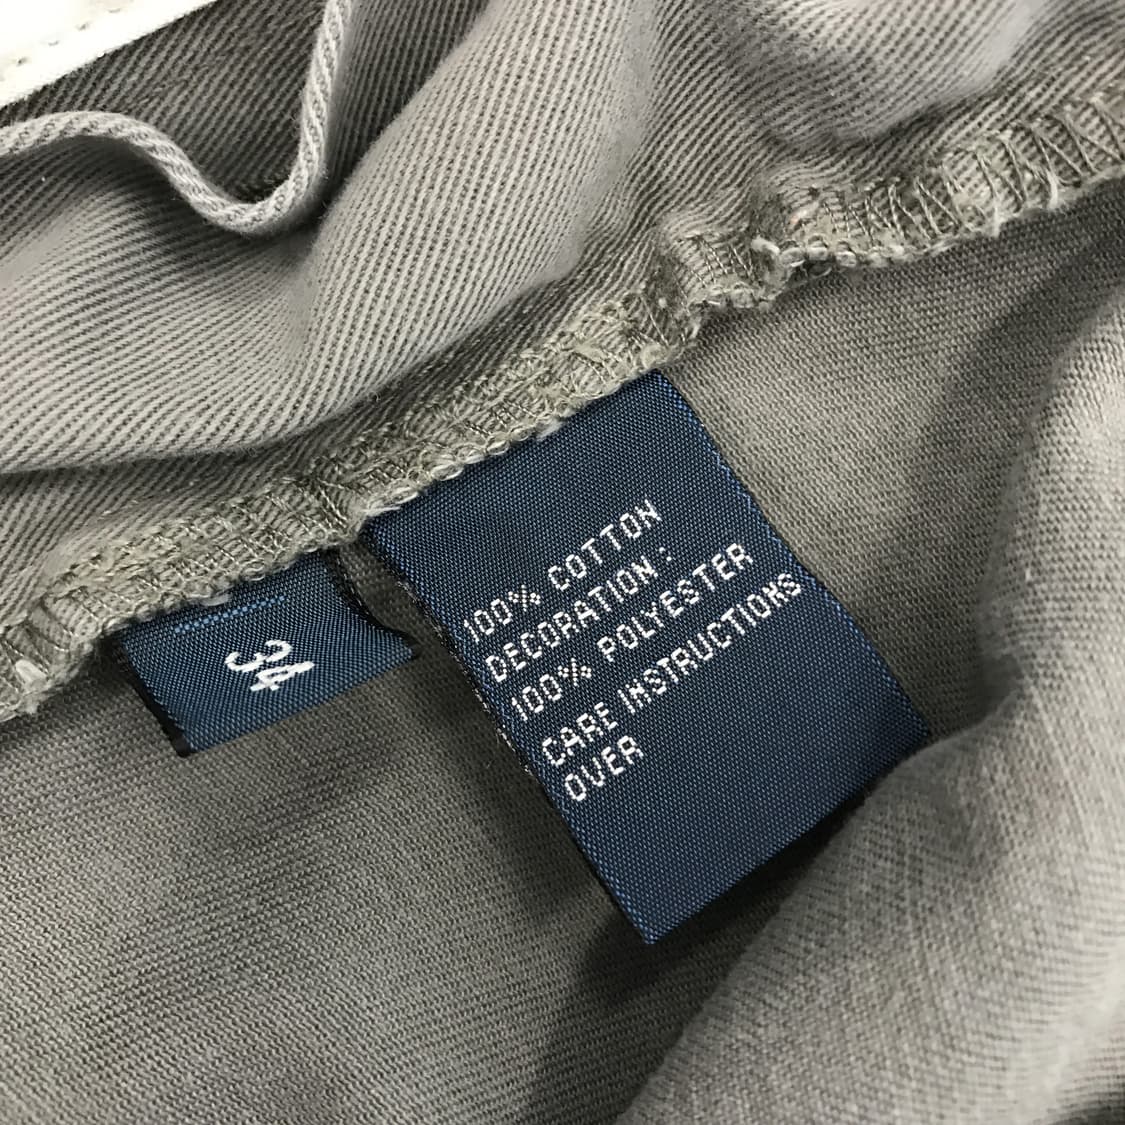 34
100% COTTON
DECORATION :
100% POLYESTER
CARE INSTRUCTIONS
OVER